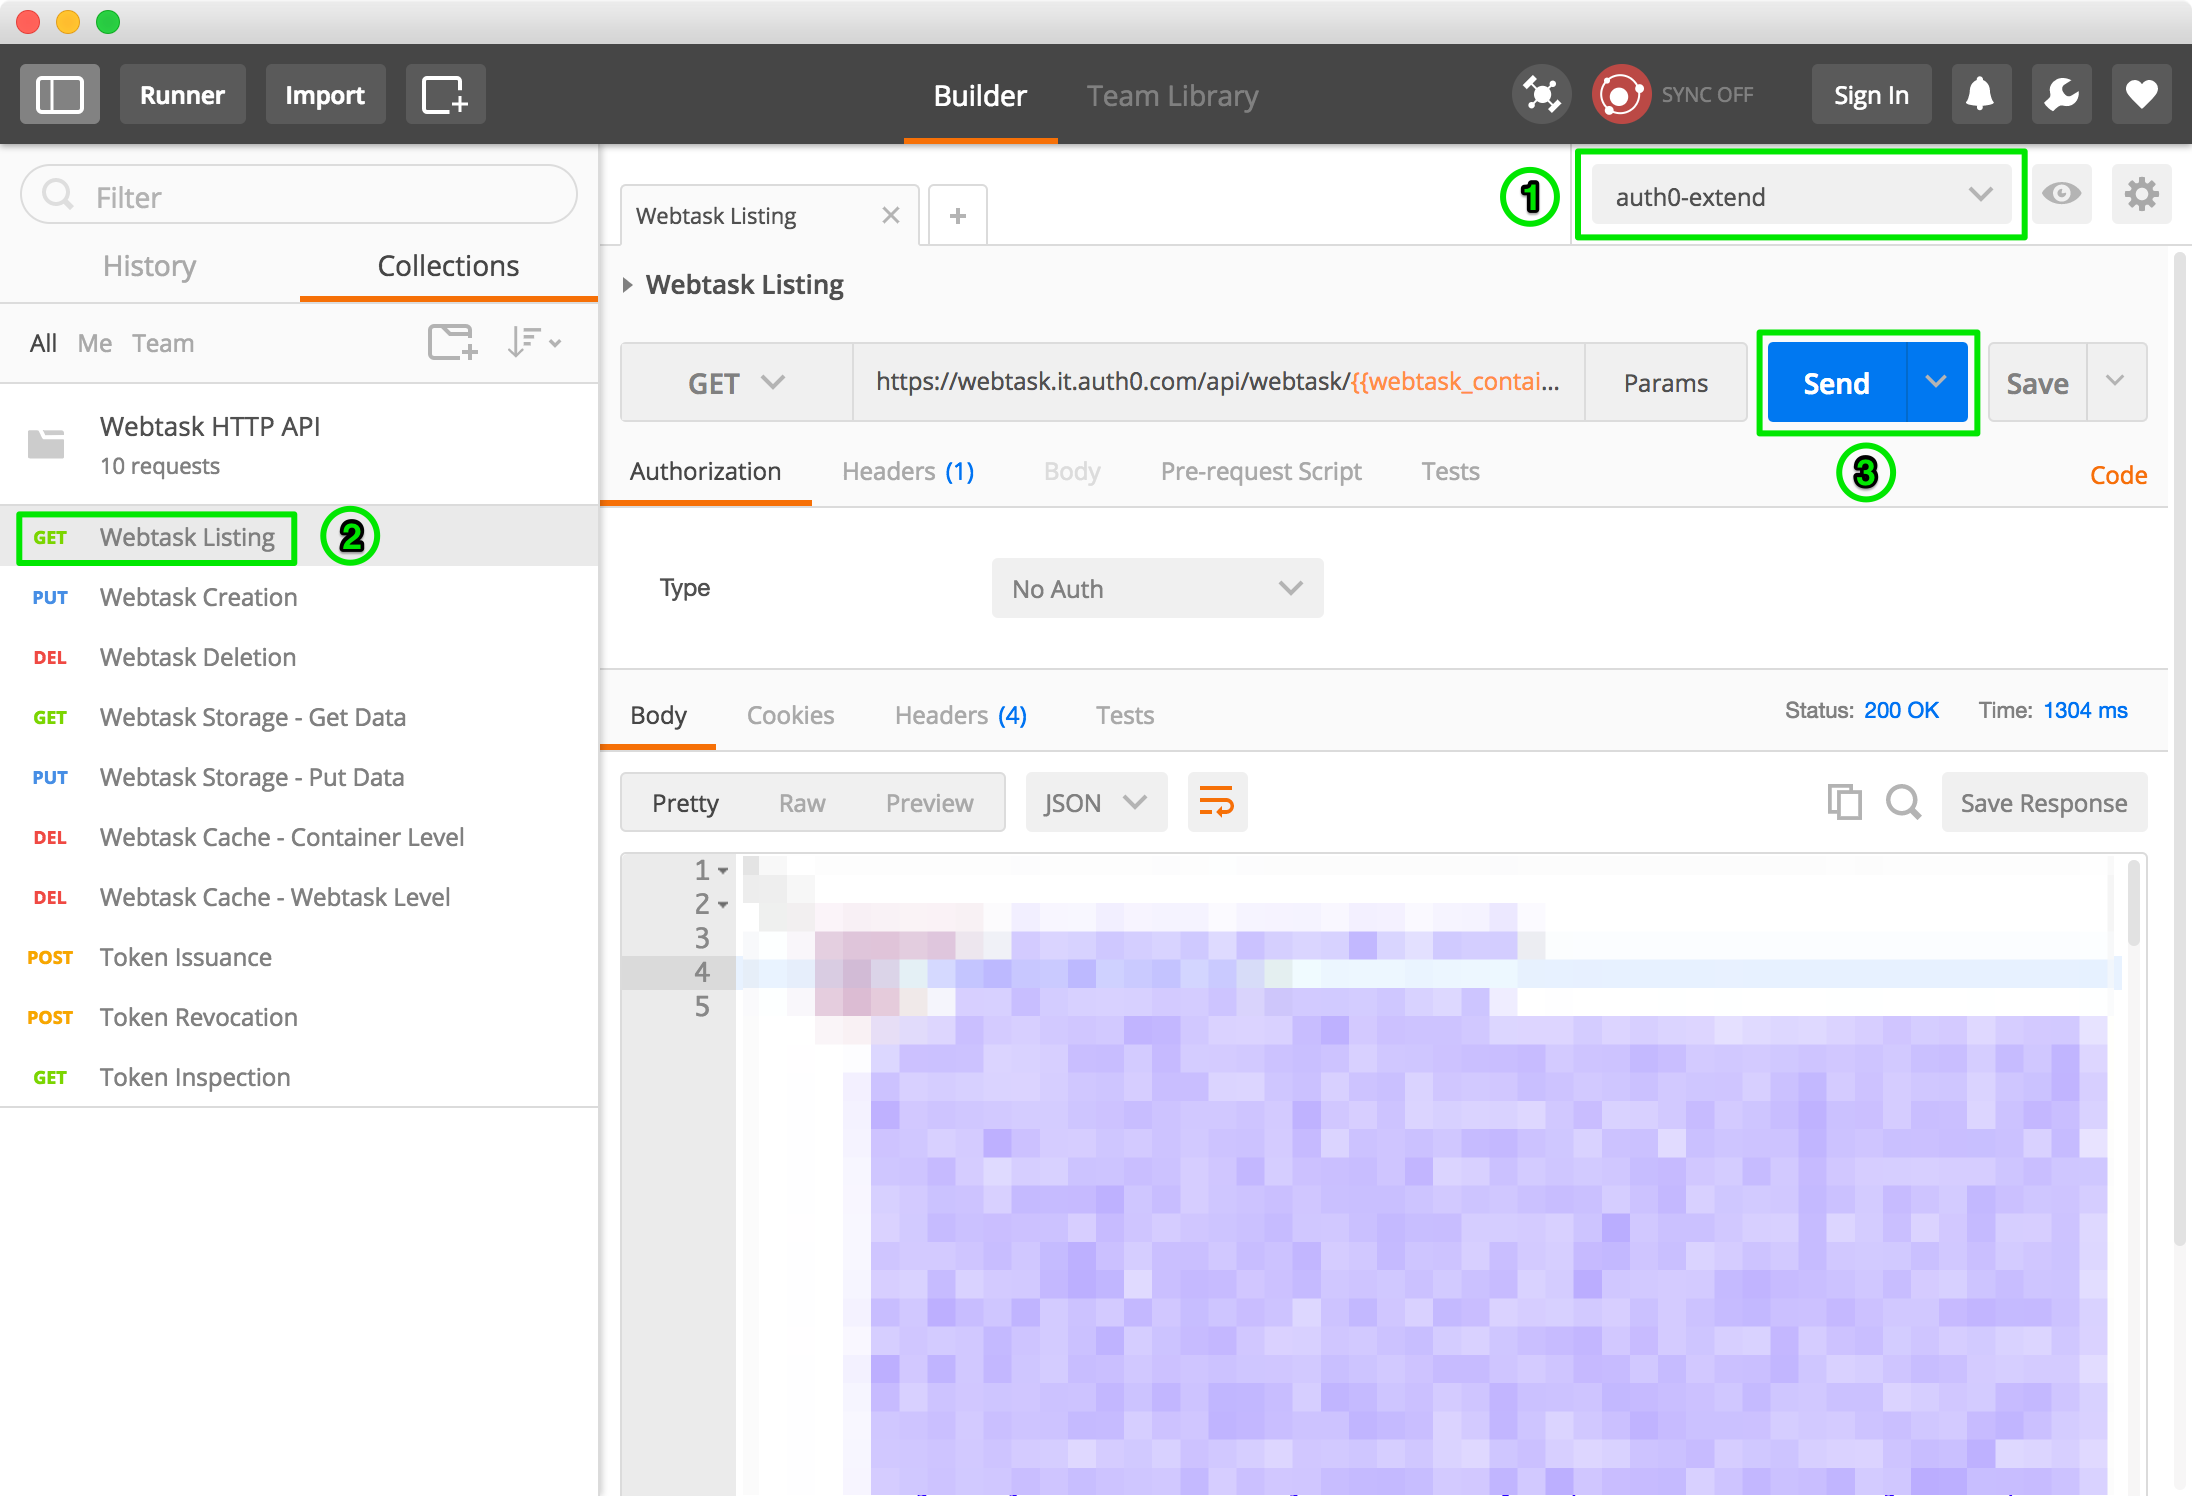 Runner Import Builder Team Library SYNC OFF Sign In
Filter
History Collections
All Me Team
Webtask HTTP API
10 requests
GET Webtask Listing 2
PUT Webtask Creation
DEL Webtask Deletion
GET Webtask Storage - Get Data
PUT Webtask Storage - Put Data
DEL Webtask Cache - Container Level
DEL Webtask Cache - Webtask Level
POST Token Issuance
POST Token Revocation
GET Token Inspection
Webtask Listing 1 auth0-extend
Webtask Listing
GET https://webtask.it.auth0.com/api/webtask/{{webtask_contai... Params Send Save
3
Authorization Headers (1) Body Pre-request Script Tests Code
Type No Auth
Body Cookies Headers (4) Tests Status: 200 OK Time: 1304 ms
Pretty Raw Preview JSON Save Response
1
2
3
4
5